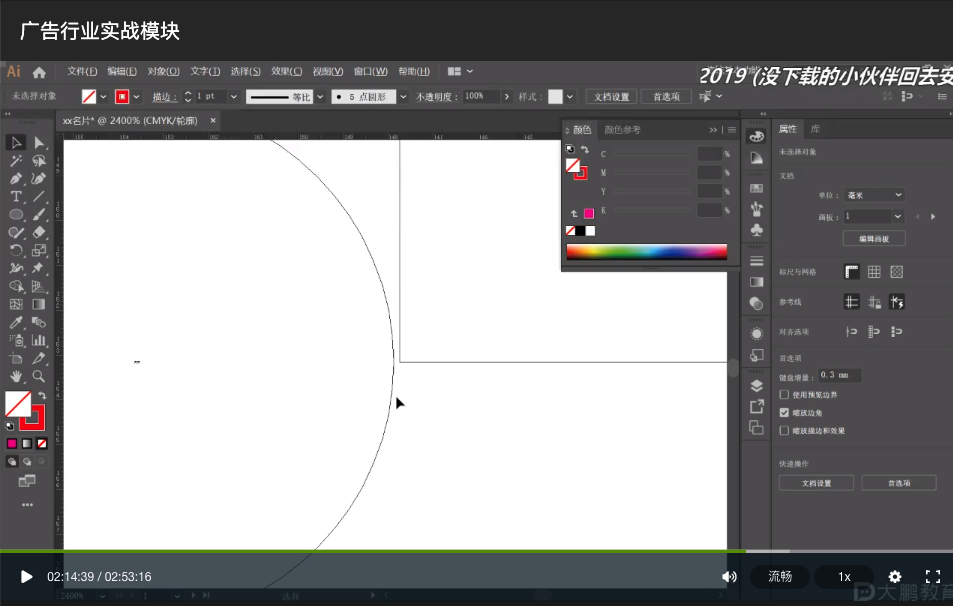 广告行业实战模块
Ai 文件(F) 编辑(E) 对象(O) 文字(T) 选择(S) 效果(C) 视图(V) 窗口(W) 帮助(H)
2019 (没下载的小伙伴回去安
未选择对象 描边: 1 pt 等比 5 点圆形 不透明度: 100% 样式: 文档设置 首选项
xx名片* @ 2400% (CMYK/轮廓) ×
颜色 颜色参考
C %
M %
Y %
K %
属性 库
未选择对象
文档
单位: 毫米
画板: 1
编辑画板
标尺与网格
参考线
对齐选项
首选项
键盘增量: 0.3 mm
使用预览边界
缩放边角
缩放描边和效果
快速操作
文档设置 首选项
02:14:39 / 02:53:16 流畅 1x
2400% 1 选择
大鹏教育